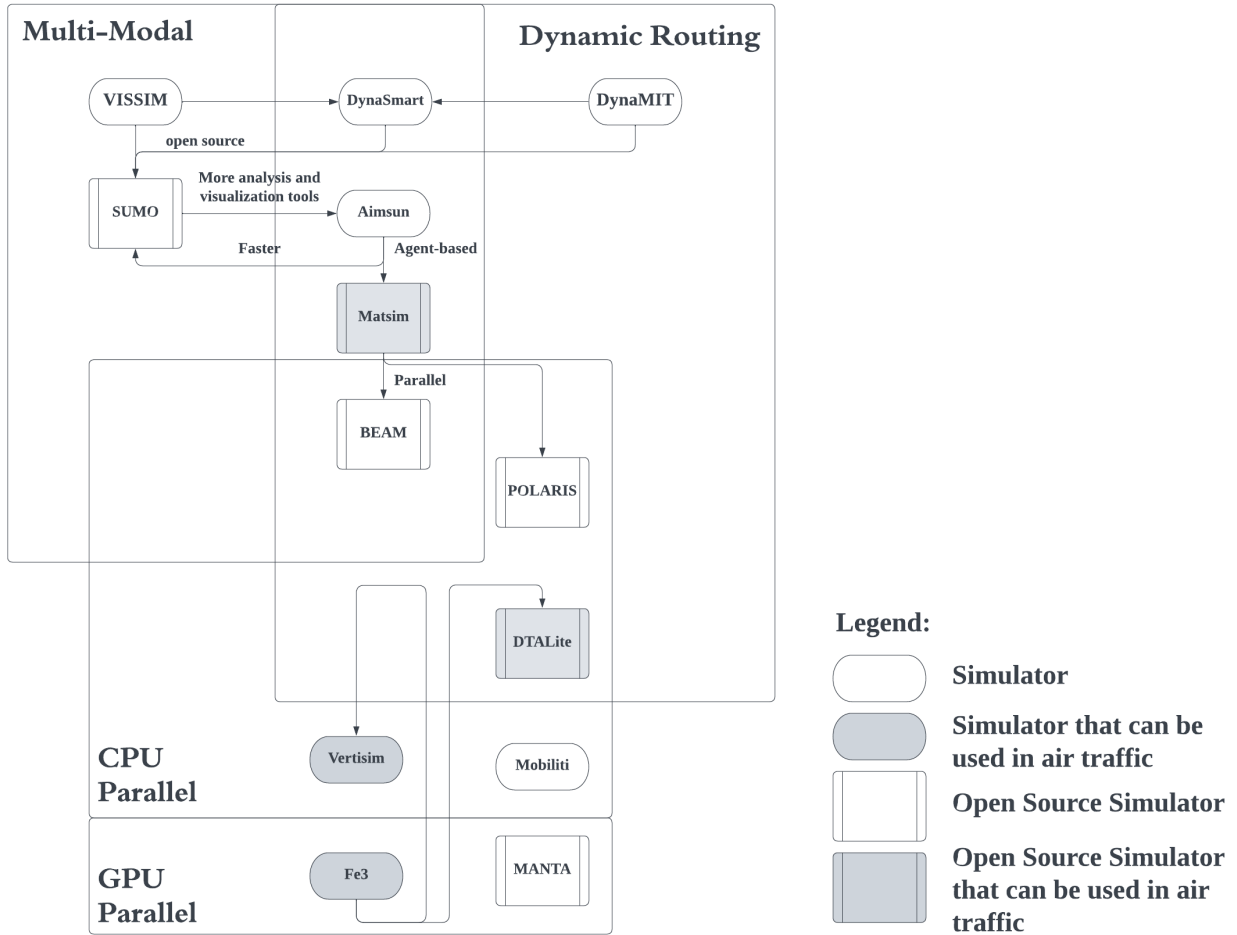 Multi-Modal
Dynamic Routing
VISSIM
DynaSmart
DynaMIT
open source
More analysis and
visualization tools
SUMO
Aimsun
Faster
Agent-based
Matsim
Parallel
BEAM
POLARIS
DTALite
CPU
Parallel
Vertisim
Mobiliti
GPU
Parallel
Fe3
MANTA
Legend:
Simulator
Simulator that can be
used in air traffic
Open Source Simulator
Open Source Simulator
that can be used in air
traffic